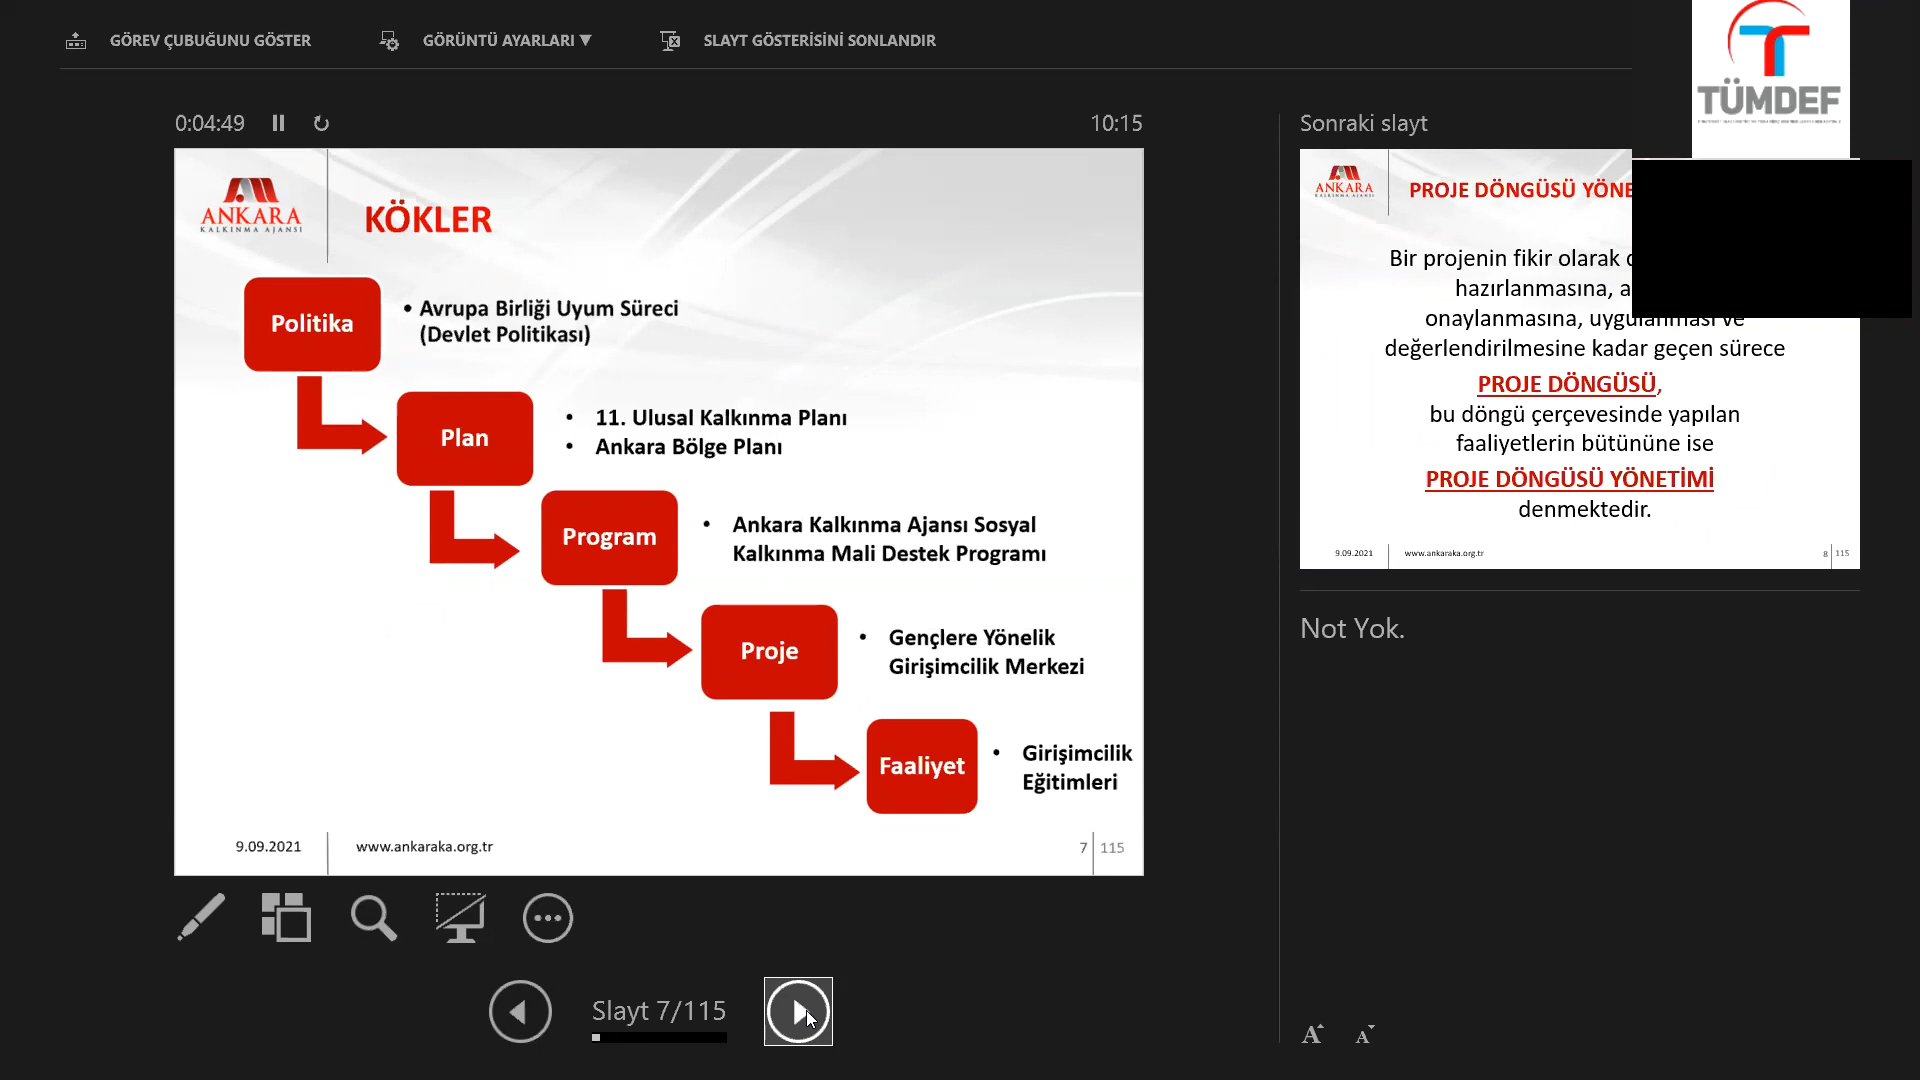 GÖREV ÇUBUĞUNU GÖSTER
GÖRÜNTÜ AYARLARI ▼
SLAYT GÖSTERİSİNİ SONLANDIR
TÜMDEF
0:04:49
10:15
Sonraki slayt
ANKARA
KALKINMA AJANSI
KÖKLER
Politika
• Avrupa Birliği Uyum Süreci
(Devlet Politikası)
Plan
• 11. Ulusal Kalkınma Planı
• Ankara Bölge Planı
Program
• Ankara Kalkınma Ajansı Sosyal
Kalkınma Mali Destek Programı
Proje
• Gençlere Yönelik
Girişimcilik Merkezi
Faaliyet
• Girişimcilik
Eğitimleri
9.09.2021
www.ankaraka.org.tr
7
115
ANKARA
KALKINMA AJANSI
PROJE DÖNGÜSÜ
Bir projenin fikir olarak
hazırlanmasına,
onaylanmasına, uygulanması ve
değerlendirilmesine kadar geçen sürece
PROJE DÖNGÜSÜ,
bu döngü çerçevesinde yapılan
faaliyetlerin bütününe ise
PROJE DÖNGÜSÜ YÖNETİMİ
denmektedir.
9.09.2021
www.ankaraka.org.tr
8
115
Not Yok.
Slayt 7/115
A A